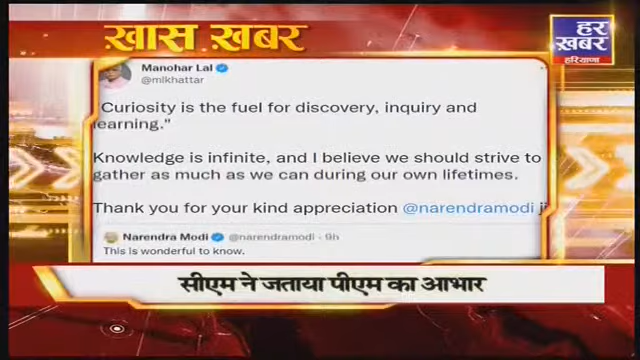 ख़ास ख़बर
हर
ख़बर
हरियाणा
Manohar Lal
@mlkhattar
Curiosity is the fuel for discovery, inquiry and
learning."
Knowledge is infinite, and I believe we should strive to
gather as much as we can during our own lifetimes.
Thank you for your kind appreciation @narendramodi ji
Narendra Modi @narendramodi · 9h
This is wonderful to know.
सीएम ने जताया पीएम का आभार